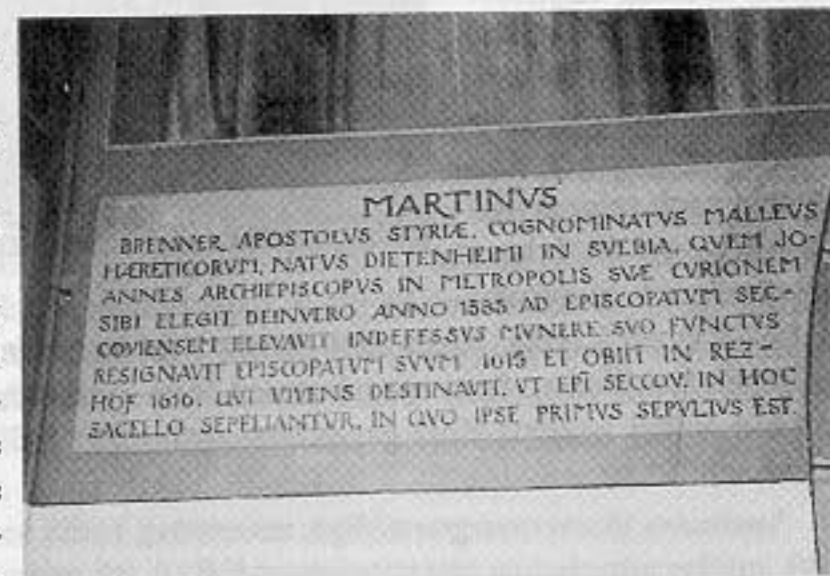 MARTINVS
BRENNER APOSTOLVS STYRIÆ, COGNOMINATVS MALLEVS
HÆRETICORVM, NATVS DIETENHEIMI IN SVEBIA, QVEM JO-
ANNES ARCHIEPISCOPVS IN METROPOLIS SVÆ CVRIONEM
SIBI ELEGIT DEINVERO ANNO 1585 AD EPISCOPATVM SEC-
COVIENSEM ELEVAVIT INDEFESSVS MVNERE SVO FVNCTVS
RESIGNAVIT EPISCOPATVM SVVM 1615 ET OBIIT IN REZ-
HOF 1616. QVI VIVENS DESTINAVIT, VT EPI SECCOV. IN HOC
SACELLO SEPELIANTVR, IN QVO IPSE PRIMVS SEPVLTVS EST.